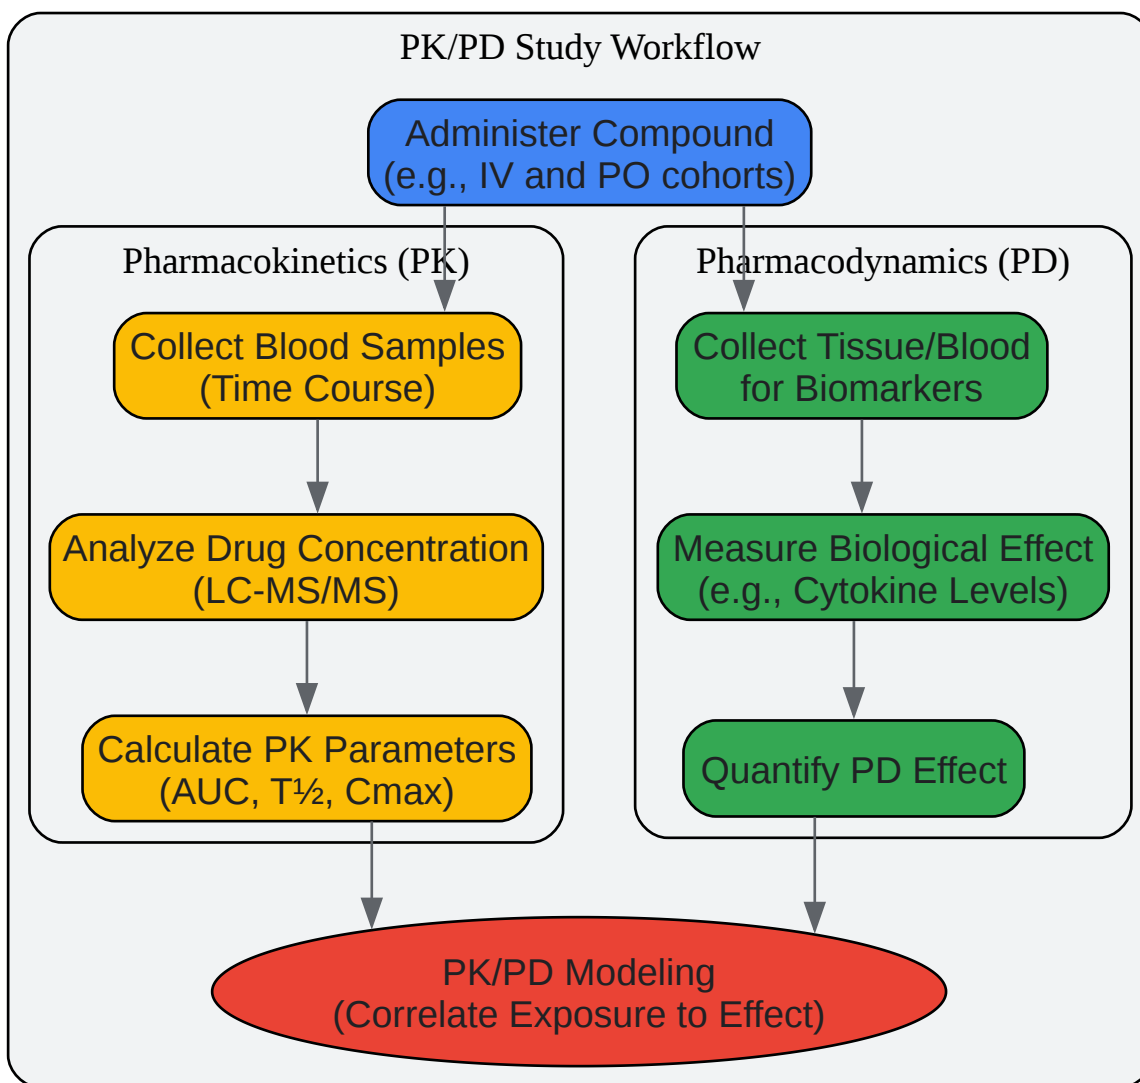 PK/PD Study Workflow
Administer Compound
(e.g., IV and PO cohorts)
Pharmacokinetics (PK)
Collect Blood Samples
(Time Course)
Analyze Drug Concentration
(LC-MS/MS)
Calculate PK Parameters
(AUC, T½, Cmax)
Pharmacodynamics (PD)
Collect Tissue/Blood
for Biomarkers
Measure Biological Effect
(e.g., Cytokine Levels)
Quantify PD Effect
PK/PD Modeling
(Correlate Exposure to Effect)